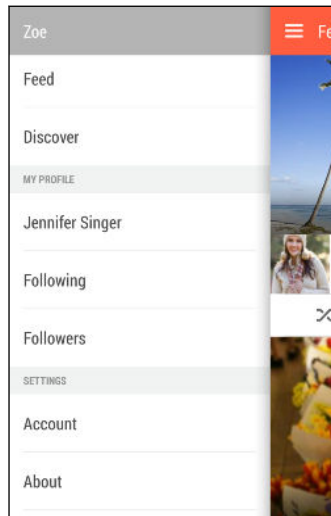 Zoe
Feed
Discover
MY PROFILE
Jennifer Singer
Following
Followers
SETTINGS
Account
About